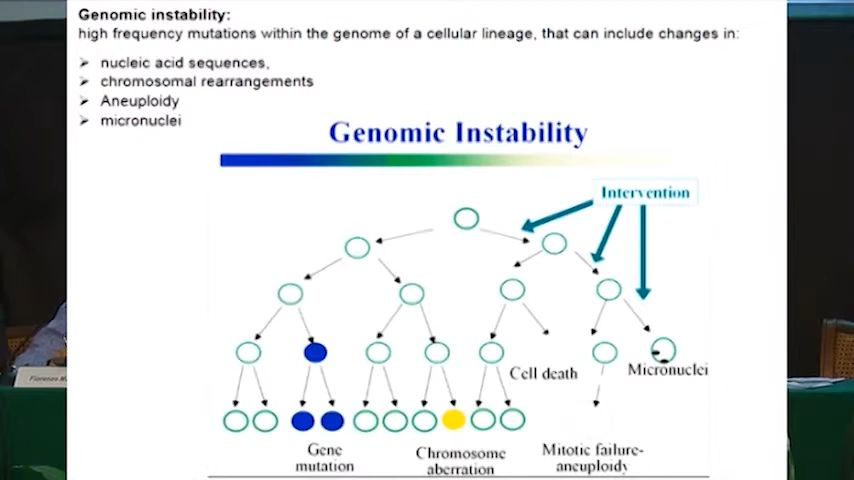 Genomic instability:
high frequency mutations within the genome of a cellular lineage, that can include changes in:
nucleic acid sequences,
chromosomal rearrangements
Aneuploidy
micronuclei
Genomic Instability
Intervention
Cell death
Micronuclei
Gene
mutation
Chromosome
aberration
Mitotic failure-
aneuploidy
Fiorenzo